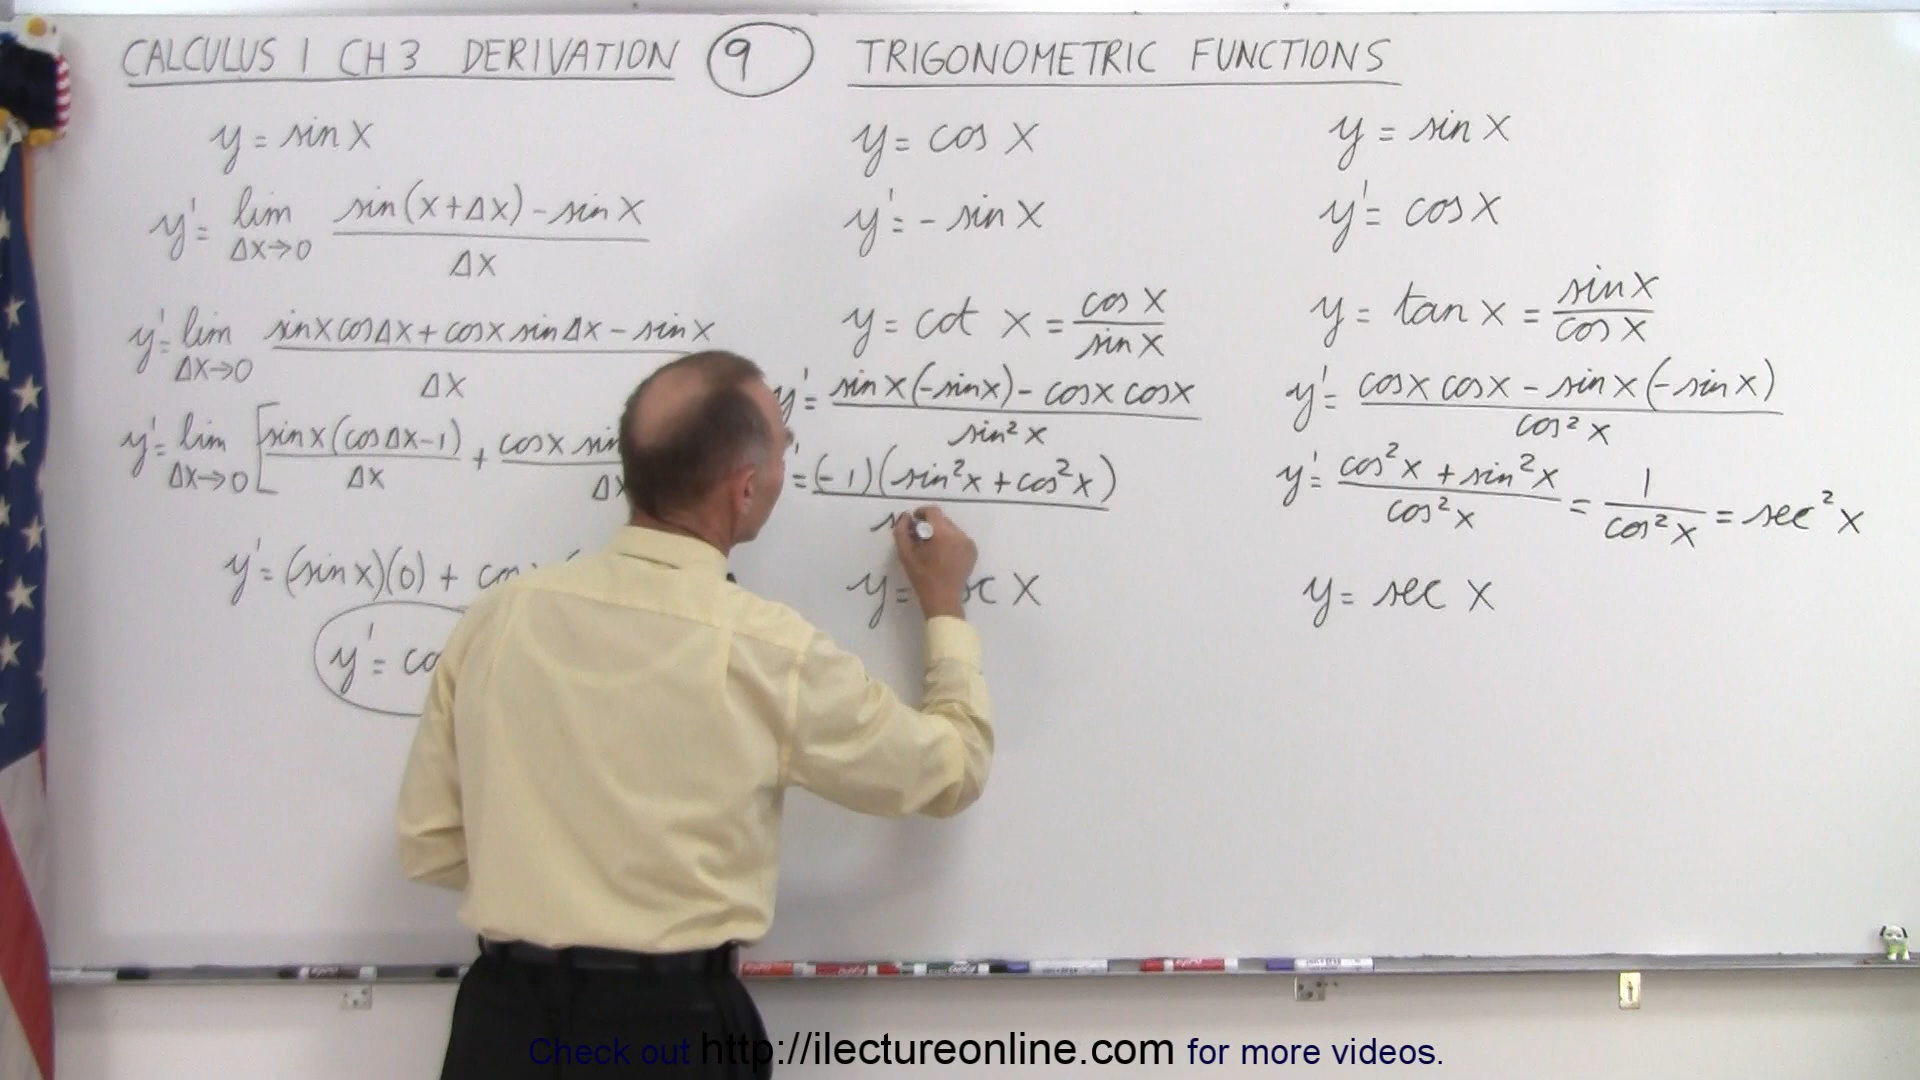 CALCULUS 1 CH 3 DERIVATION 9 TRIGONOMETRIC FUNCTIONS
y = sin x
y' = lim Δx→0 sin(x+Δx) - sin x / Δx
y' = lim Δx→0 sin x cos Δx + cos x sin Δx - sin x / Δx
y' = lim Δx→0 [ sin x (cos Δx - 1) / Δx + cos x sin
y' = (sin x)(0) +
y' =
y = cos x
y' = - sin x
y = cot x = cos x / sin x
y' = sin x (-sin x) - cos x cos x / sin² x
= (-1)(sin² x + cos² x)
y = x
y = sin x
y' = cos x
y = tan x = sin x / cos x
y' = cos x cos x - sin x (-sin x) / cos² x
y' = cos² x + sin² x / cos² x = 1 / cos² x = sec² x
y = sec x
Check out http://ilectureonline.com for more videos.